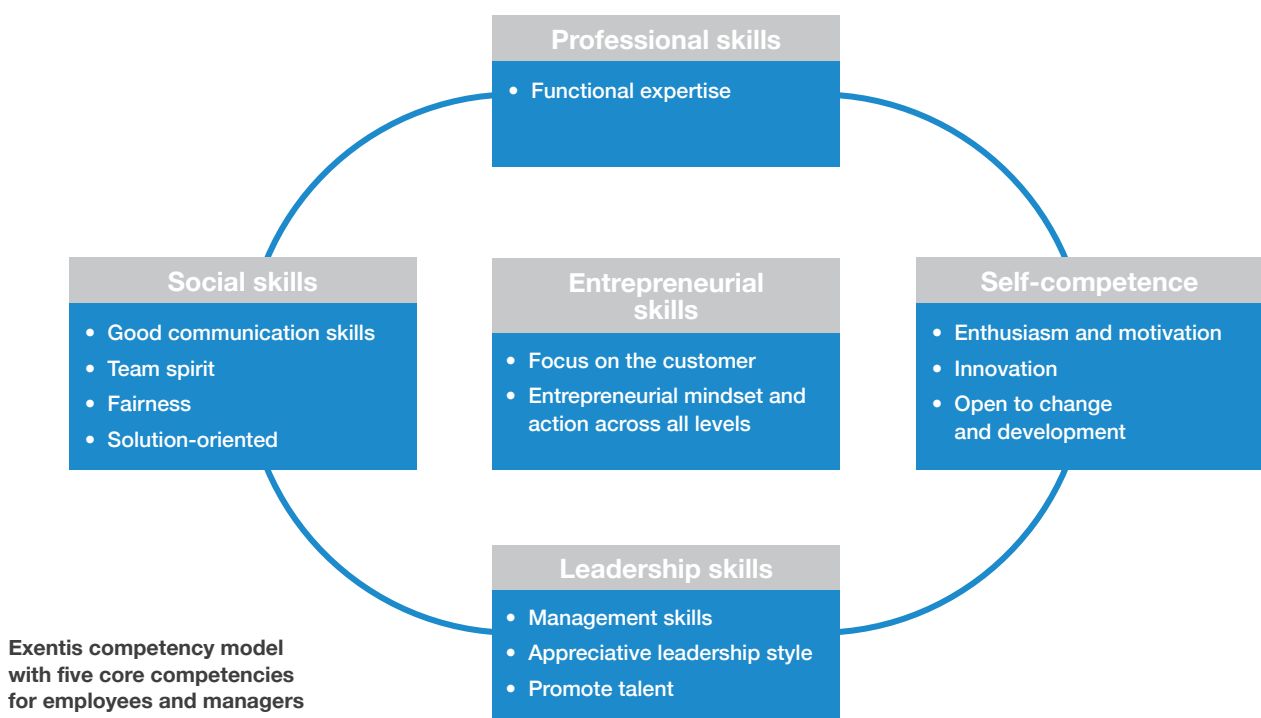 Professional skills
• Functional expertise
Social skills
• Good communication skills
• Team spirit
• Fairness
• Solution-oriented
Entrepreneurial
skills
• Focus on the customer
• Entrepreneurial mindset and
action across all levels
Self-competence
• Enthusiasm and motivation
• Innovation
• Open to change
and development
Leadership skills
• Management skills
• Appreciative leadership style
• Promote talent
Exentis competency model
with five core competencies
for employees and managers